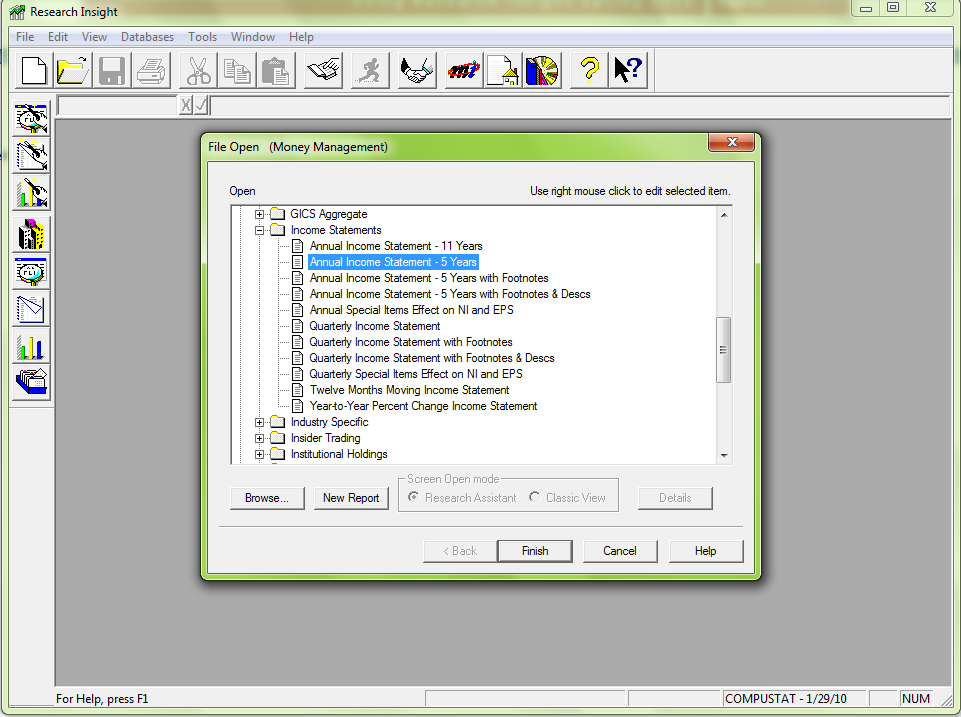 Research Insight
File Edit View Databases Tools Window Help
File Open (Money Management)
Open Use right mouse click to edit selected item.
GICS Aggregate
Income Statements
Annual Income Statement - 11 Years
Annual Income Statement - 5 Years
Annual Income Statement - 5 Years with Footnotes
Annual Income Statement - 5 Years with Footnotes & Descs
Annual Special Items Effect on NI and EPS
Quarterly Income Statement
Quarterly Income Statement with Footnotes
Quarterly Income Statement with Footnotes & Descs
Quarterly Special Items Effect on NI and EPS
Twelve Months Moving Income Statement
Year-to-Year Percent Change Income Statement
Industry Specific
Insider Trading
Institutional Holdings
Screen Open mode
Browse... New Report Research Assistant Classic View Details
< Back Finish Cancel Help
For Help, press F1 COMPUSTAT - 1/29/10 NUM